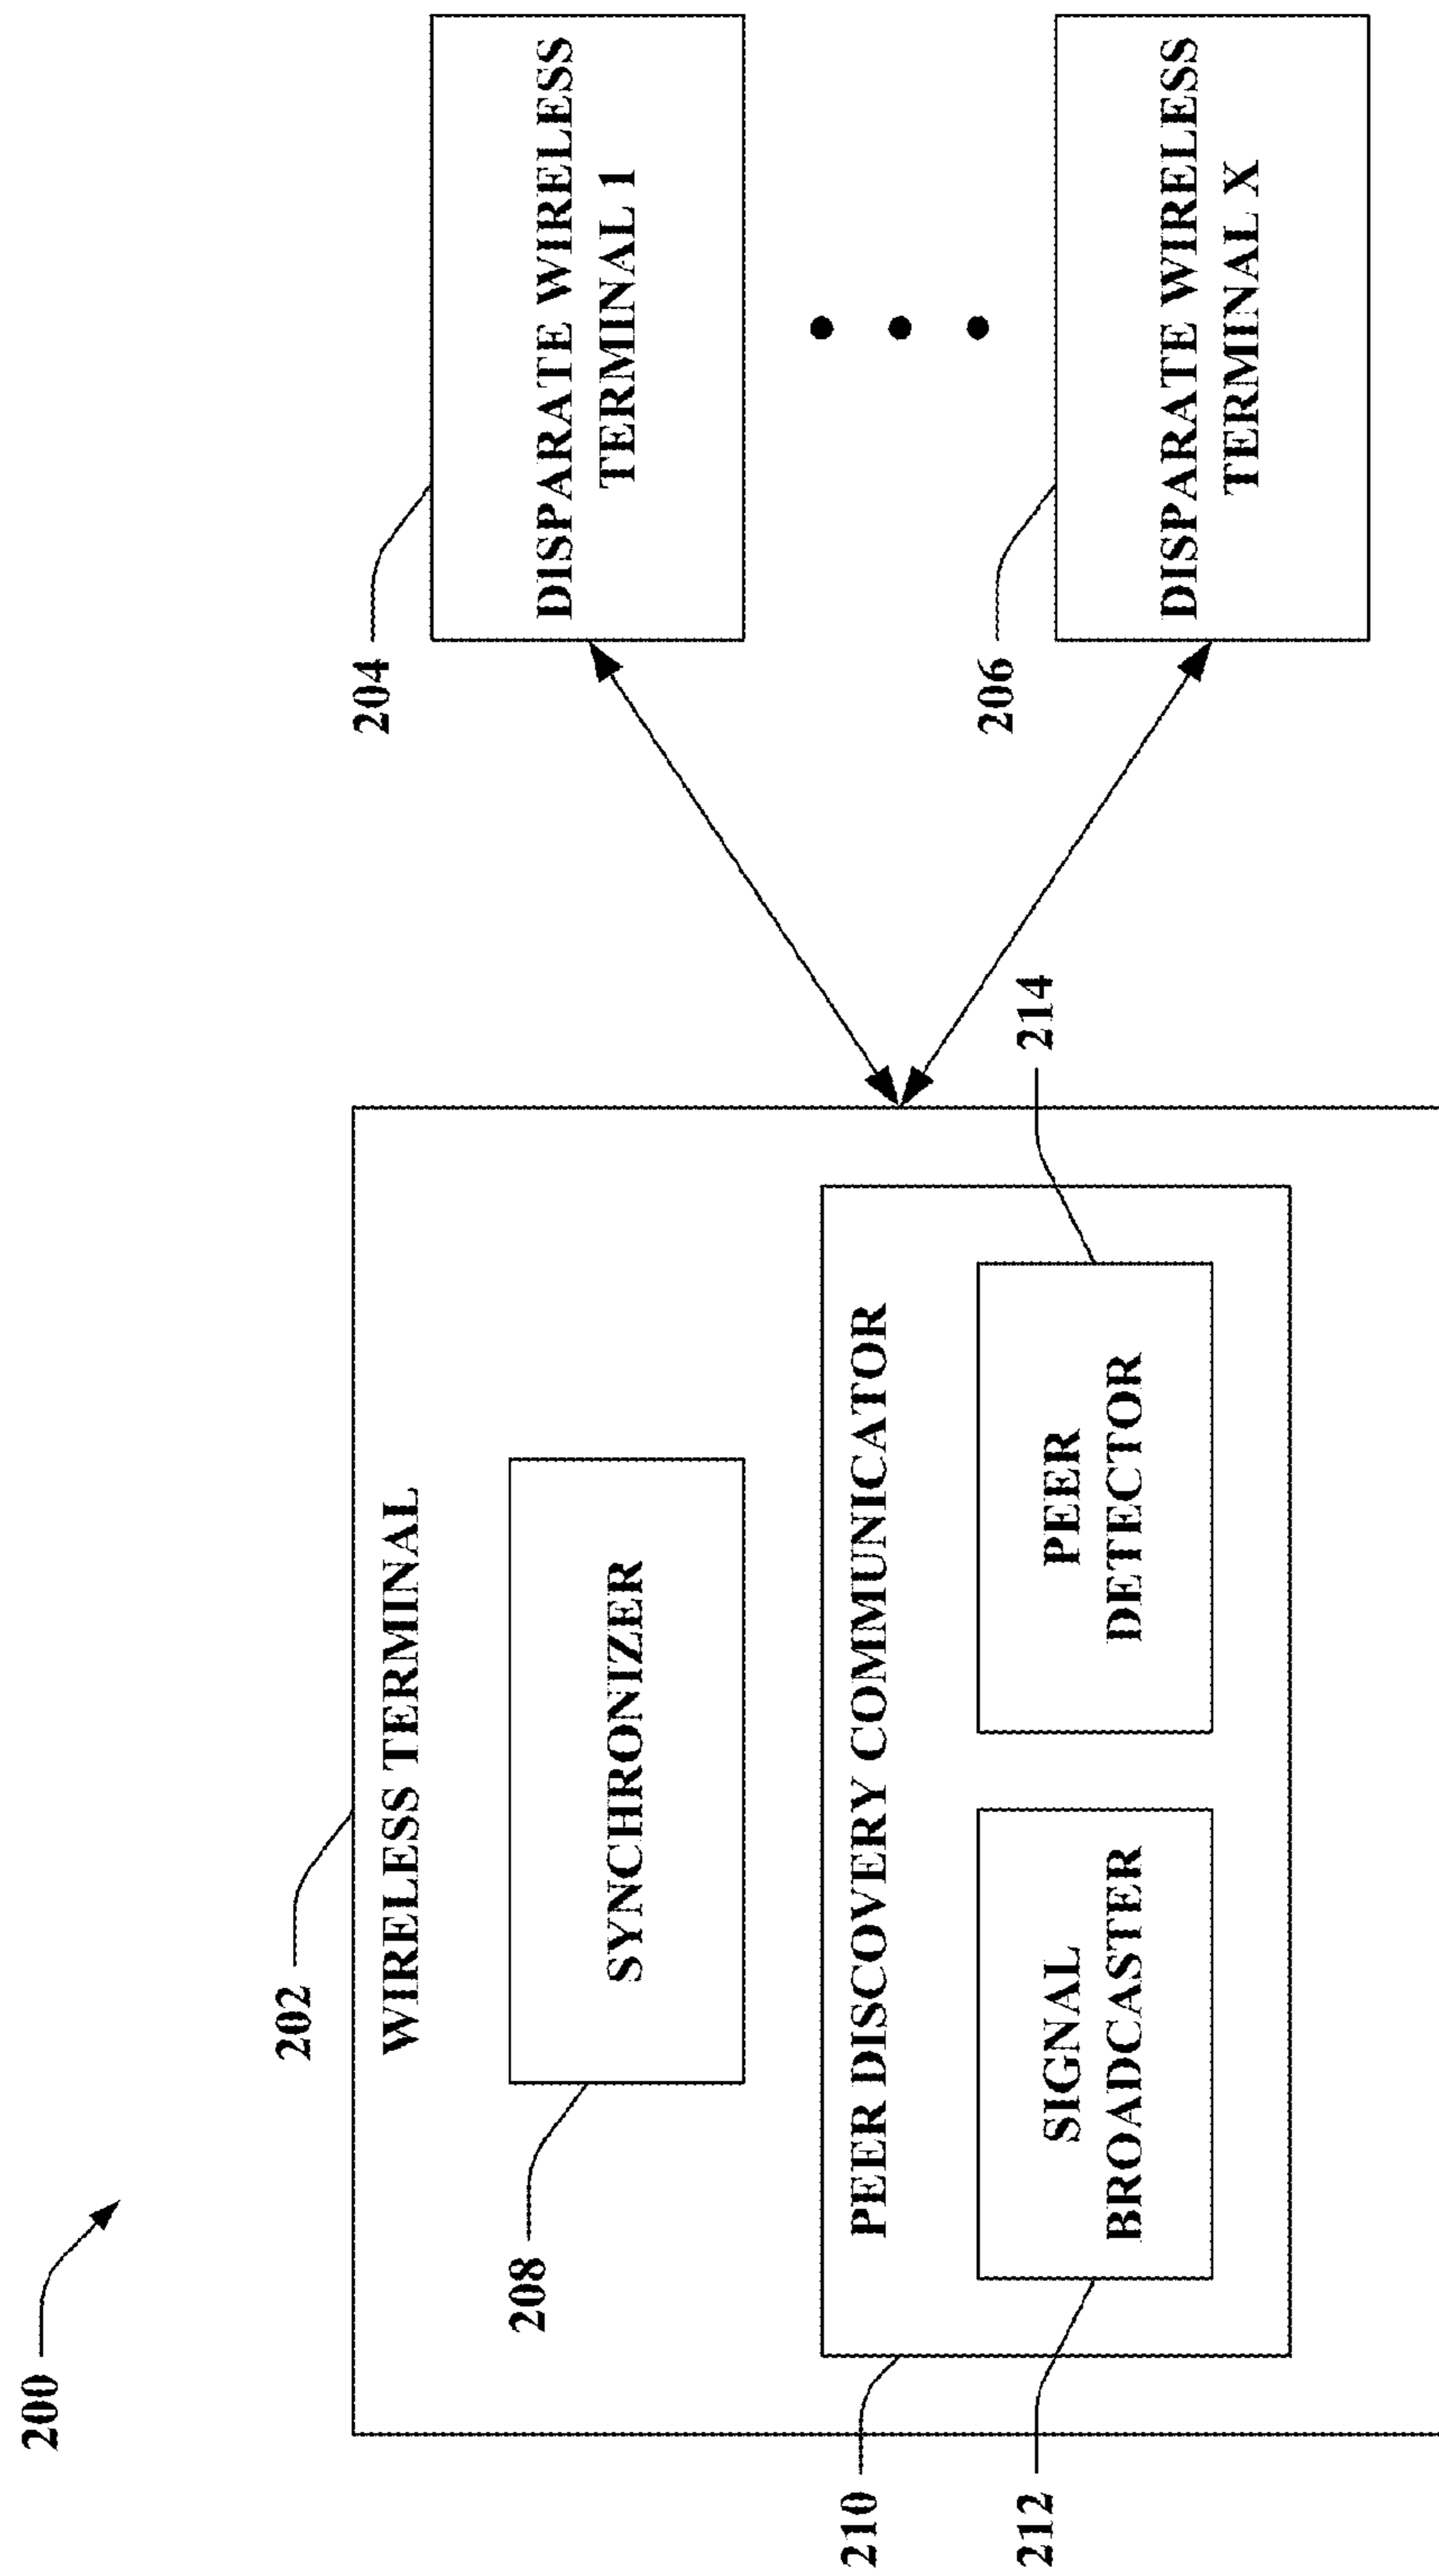 200
202
WIRELESS TERMINAL
208
SYNCHRONIZER
210
PEER DISCOVERY COMMUNICATOR
212
SIGNAL
BROADCASTER
214
PEER
DETECTOR
204
DISPARATE WIRELESS
TERMINAL 1
206
DISPARATE WIRELESS
TERMINAL X